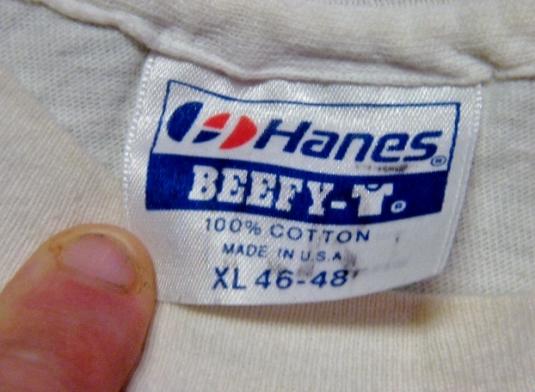 Hanes®
BEEFY-T®
100% COTTON
MADE IN U.S.A
XL 46-48